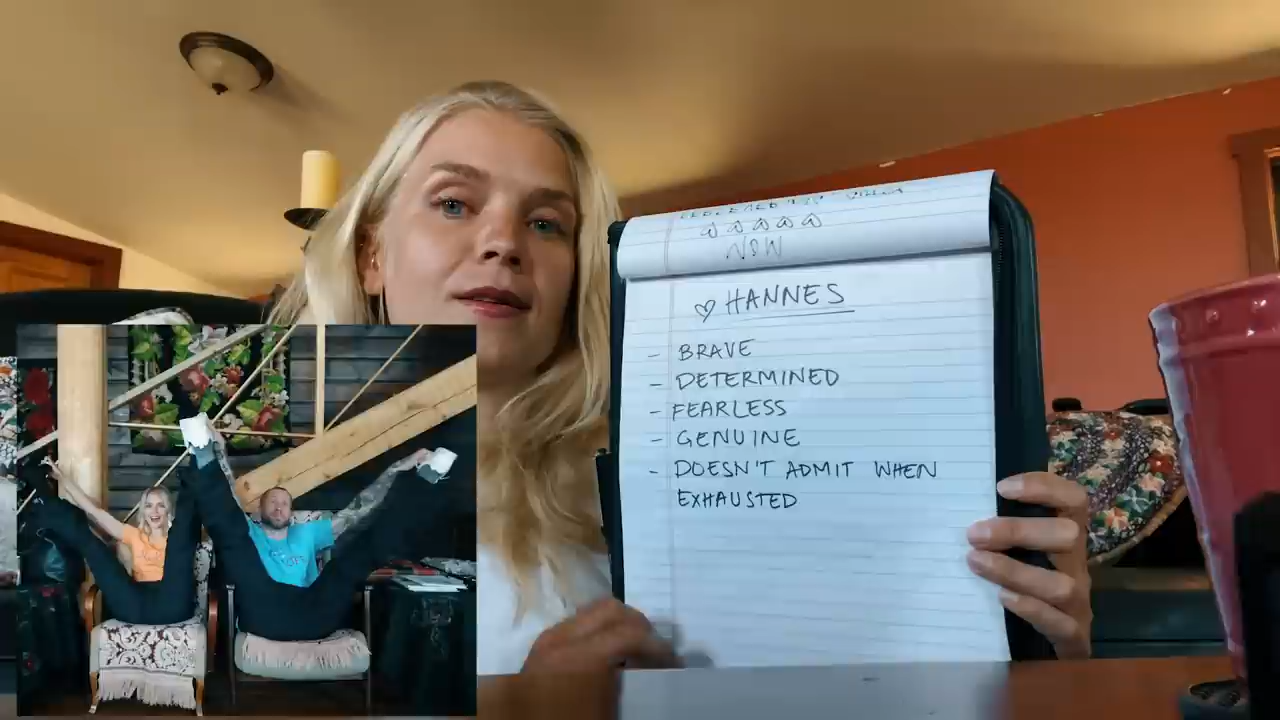 NOW
♡ HANNES
- BRAVE
- DETERMINED
- FEARLESS
- GENUINE
- DOESN'T ADMIT WHEN
EXHAUSTED